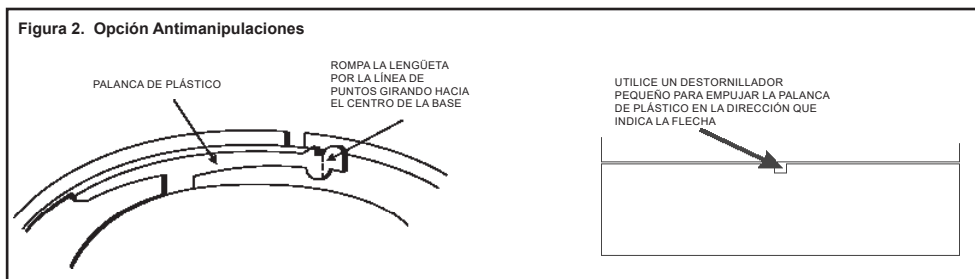 Figura 2. Opción Antimanipulaciones
PALANCA DE PLÁSTICO
ROMPA LA LENGÜETA
POR LA LÍNEA DE
PUNTOS GIRANDO HACIA
EL CENTRO DE LA BASE
UTILICE UN DESTORNILLADOR
PEQUEÑO PARA EMPUJAR LA PALANCA
DE PLÁSTICO EN LA DIRECCIÓN QUE
INDICA LA FLECHA